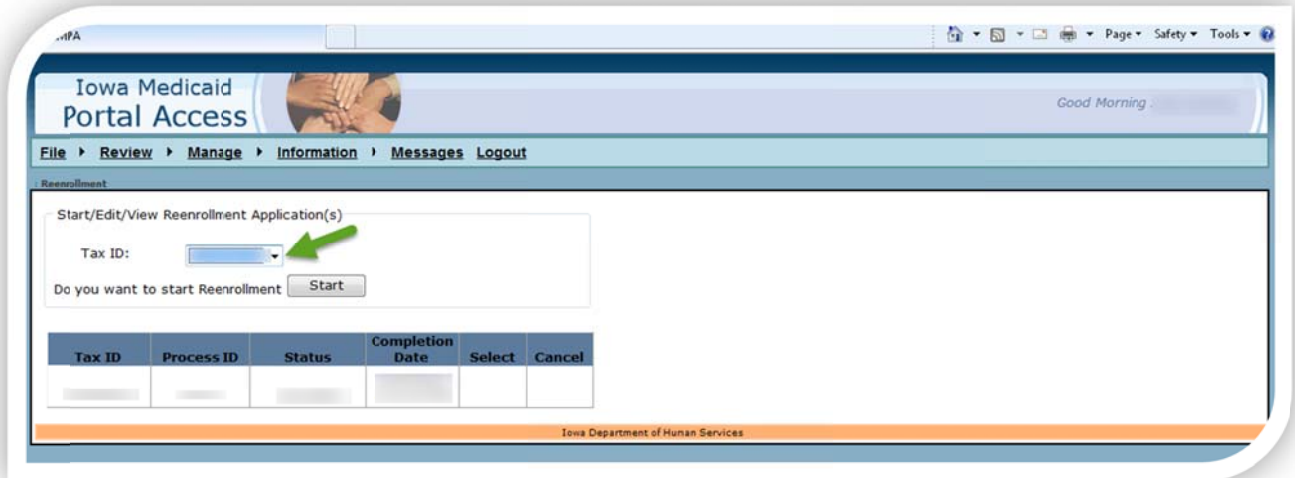 Page Safety Tools
Iowa Medicaid
Portal Access
Good Morning
File Review Manage Information Messages Logout
: Reenrollment
Start/Edit/View Reenrollment Application(s)
Tax ID:
Do you want to start Reenrollment Start
Tax ID Process ID Status Completion Date Select Cancel
Iowa Department of Human Services